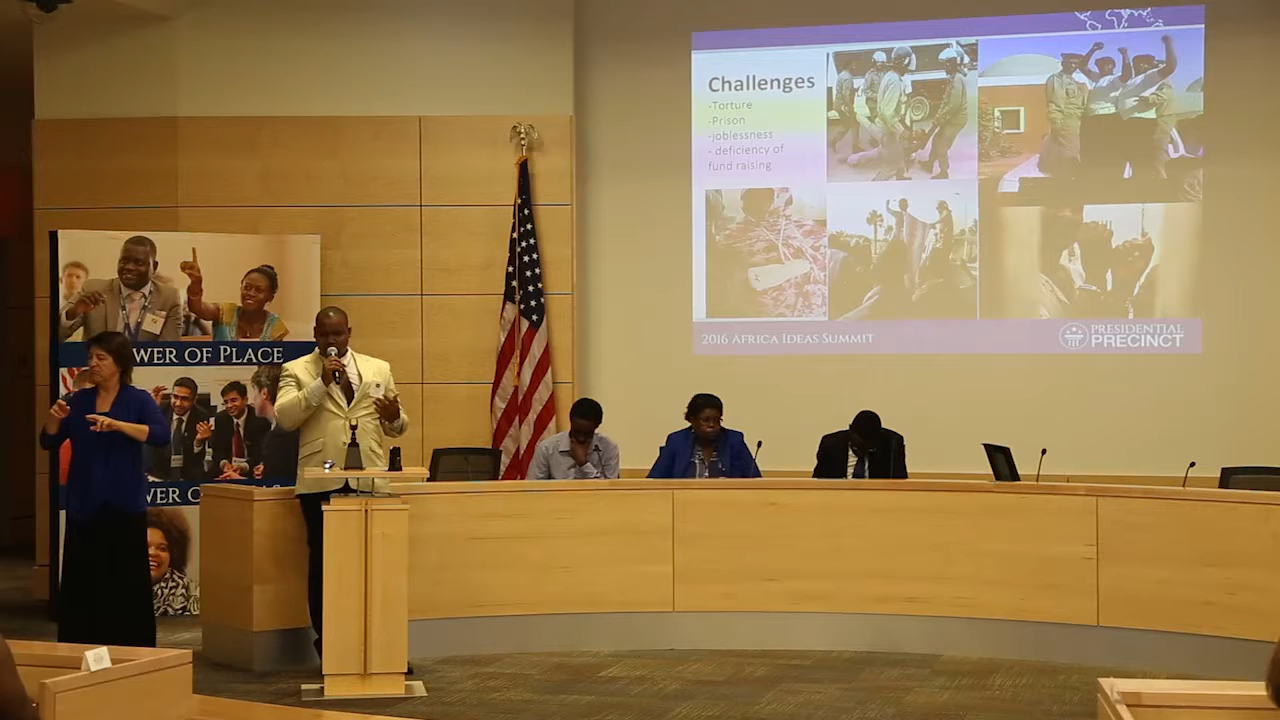 Challenges
-Torture
-Prison
-joblessness
- deficiency of
fund raising
2016 AFRICA IDEAS SUMMIT
PRESIDENTIAL
PRECINCT
WER OF PLACE
WER O